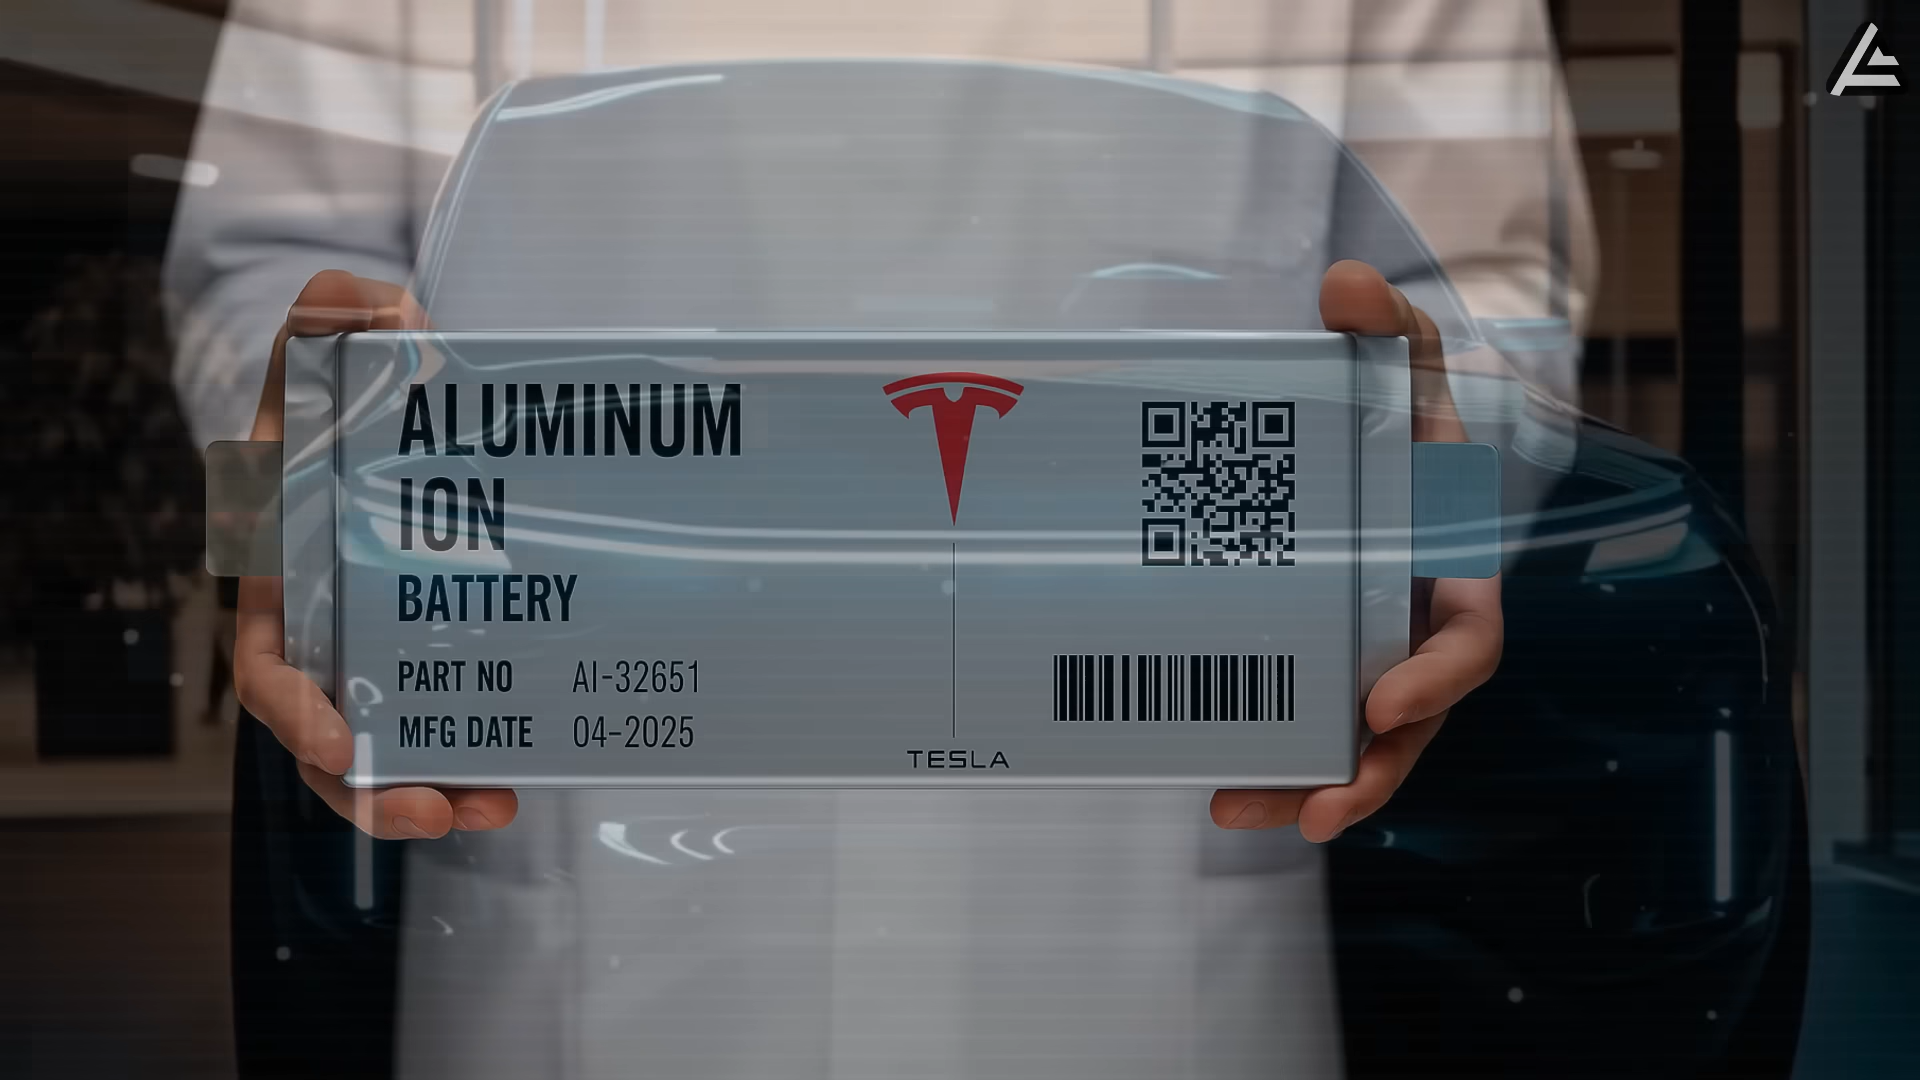 ALUMINUM
ION
BATTERY
PART NO AI-32651
MFG DATE 04-2025
TESLA